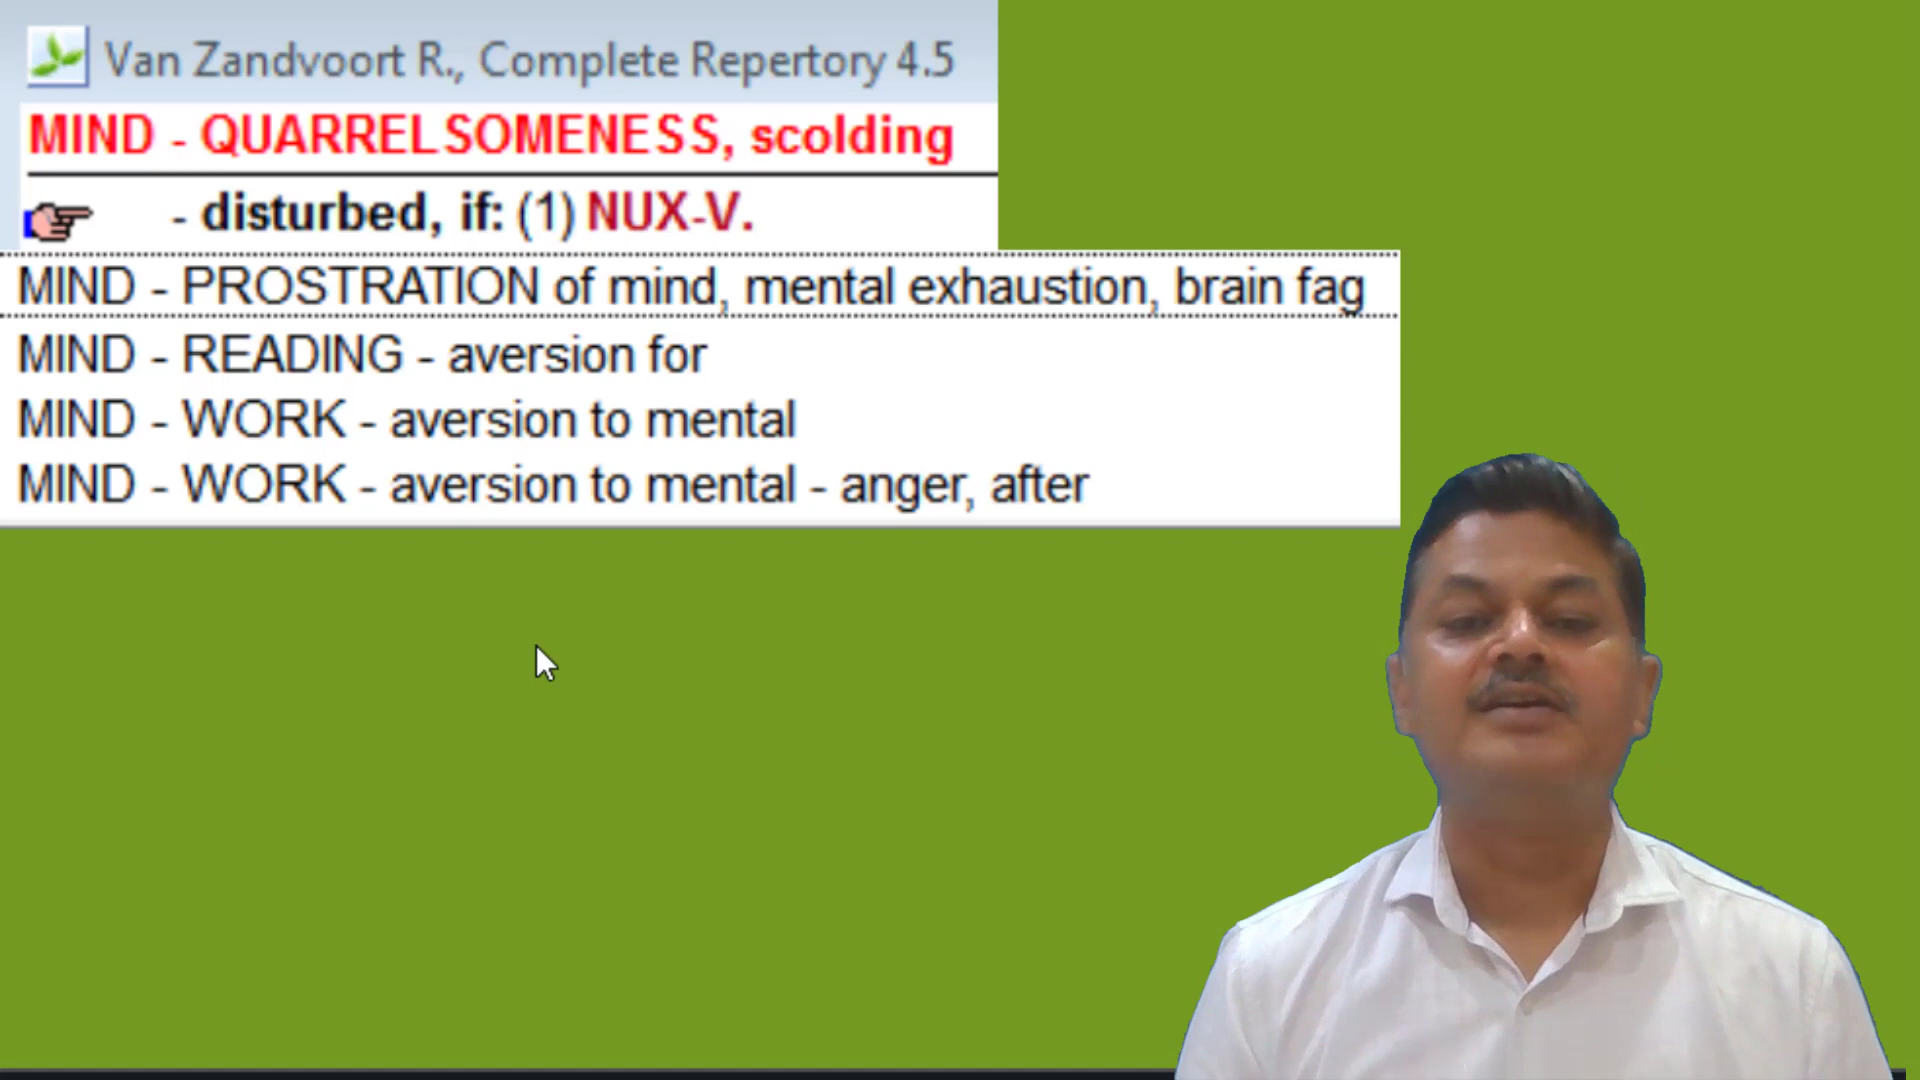 Van Zandvoort R., Complete Repertory 4.5
MIND - QUARRELSOMENESS, scolding
- disturbed, if: (1) NUX-V.
MIND - PROSTRATION of mind, mental exhaustion, brain fag
MIND - READING - aversion for
MIND - WORK - aversion to mental
MIND - WORK - aversion to mental - anger, after